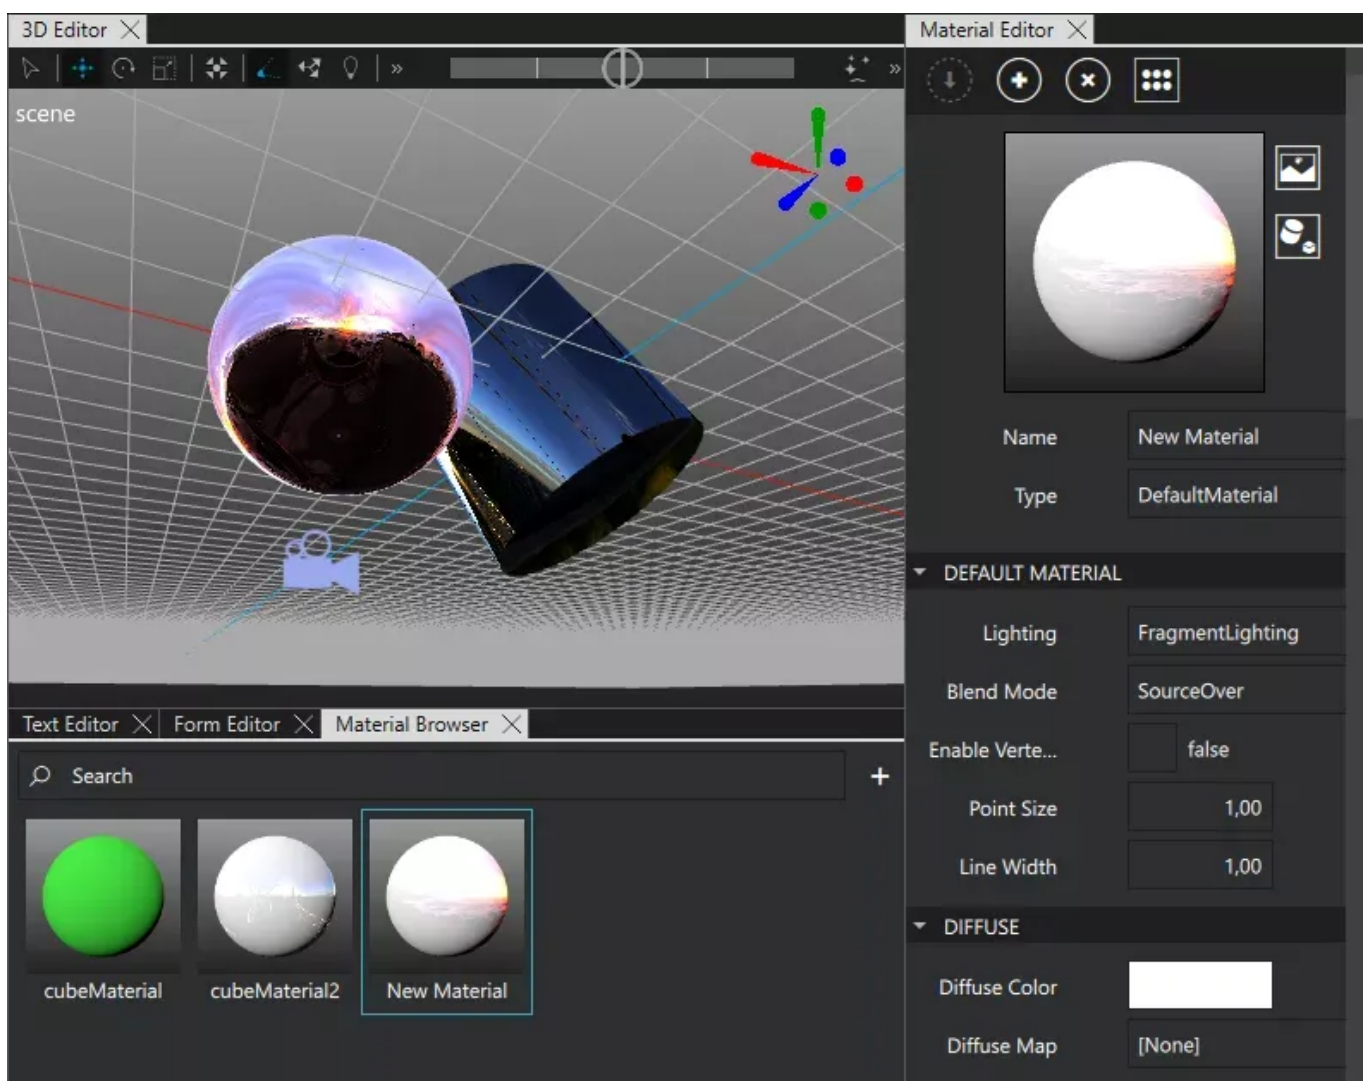 3D Editor
scene
Text Editor
Form Editor
Material Browser
Search
cubeMaterial
cubeMaterial2
New Material
Material Editor
Name
New Material
Type
DefaultMaterial
DEFAULT MATERIAL
Lighting
FragmentLighting
Blend Mode
SourceOver
Enable Verte...
false
Point Size
1,00
Line Width
1,00
DIFFUSE
Diffuse Color
Diffuse Map
[None]